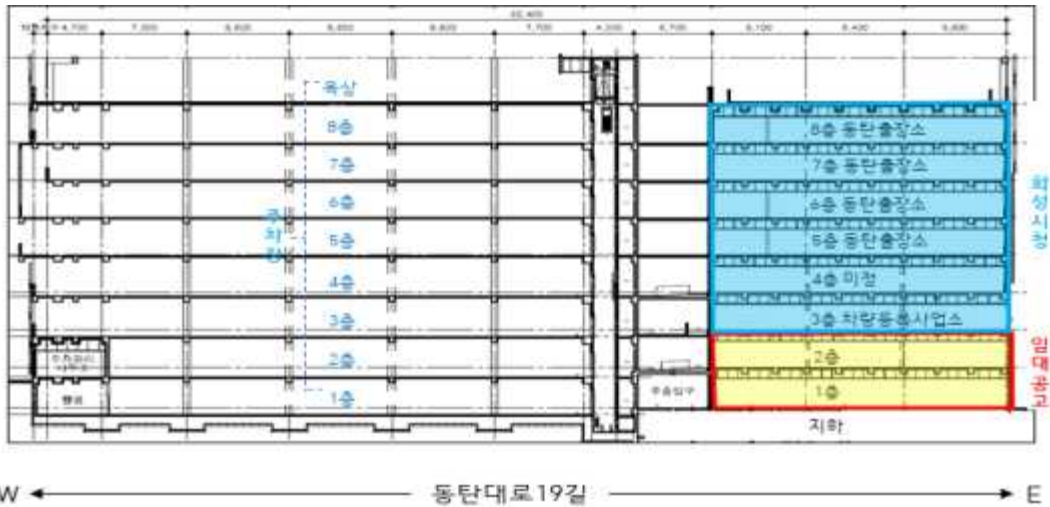 7,700
옥상
8층
7층
6층
5층
4층
3층
2층
1층
주차장
8층 동탄출장소
7층 동탄출장소
6층 동탄출장소
5층 동탄출장소
4층 미정
3층 차량등록사업소
2층
1층
화성시청
임대공고
주출입구
지하
W
동탄대로19길
E